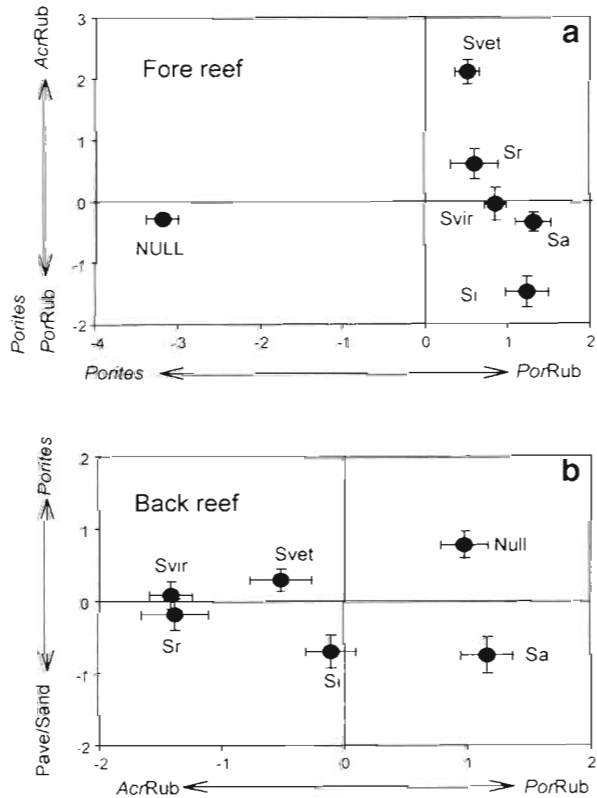 a
Fore reef
AcrRub
Porites
PorRub
3
2
1
0
-1
-2
Svet
Sr
Svir
Sa
Si
NULL
-4
-3
-2
-1
0
1
2
Porites
PorRub
b
Back reef
Porites
Pave/Sand
2
1
0
-1
-2
Svir
Svet
Null
Sr
Si
Sa
-2
-1
0
1
2
AcrRub
PorRub